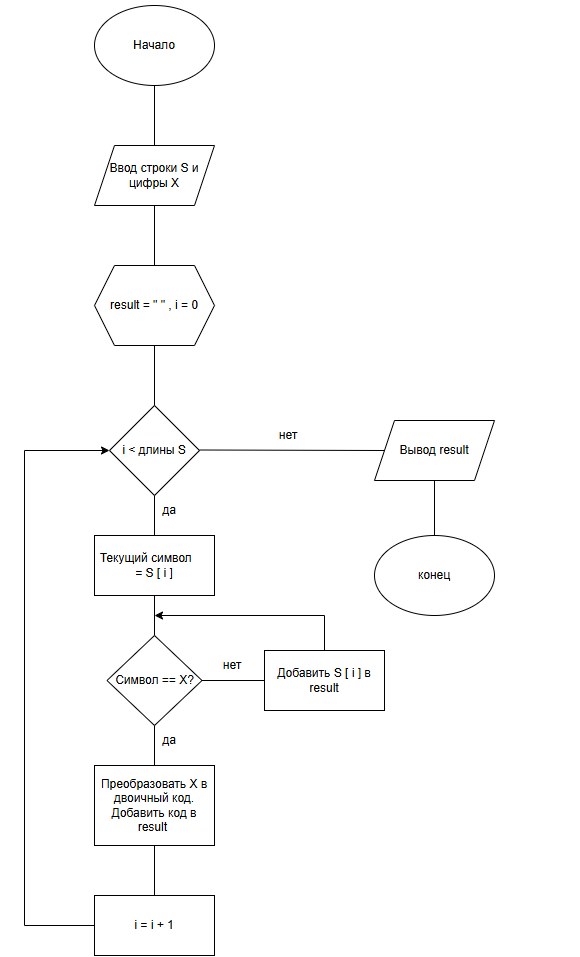 Начало
Ввод строки S и
цифры X
result = " " , i = 0
i < длины S
нет
Вывод result
да
конец
Текущий символ
= S [ i ]
Символ == X?
нет
Добавить S [ i ] в
result
да
Преобразовать X в
двоичный код.
Добавить код в
result
i = i + 1